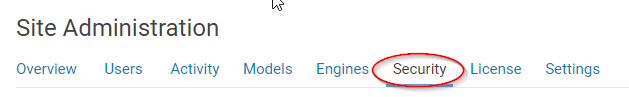 Site Administration
Overview Users Activity Models Engines Security License Settings